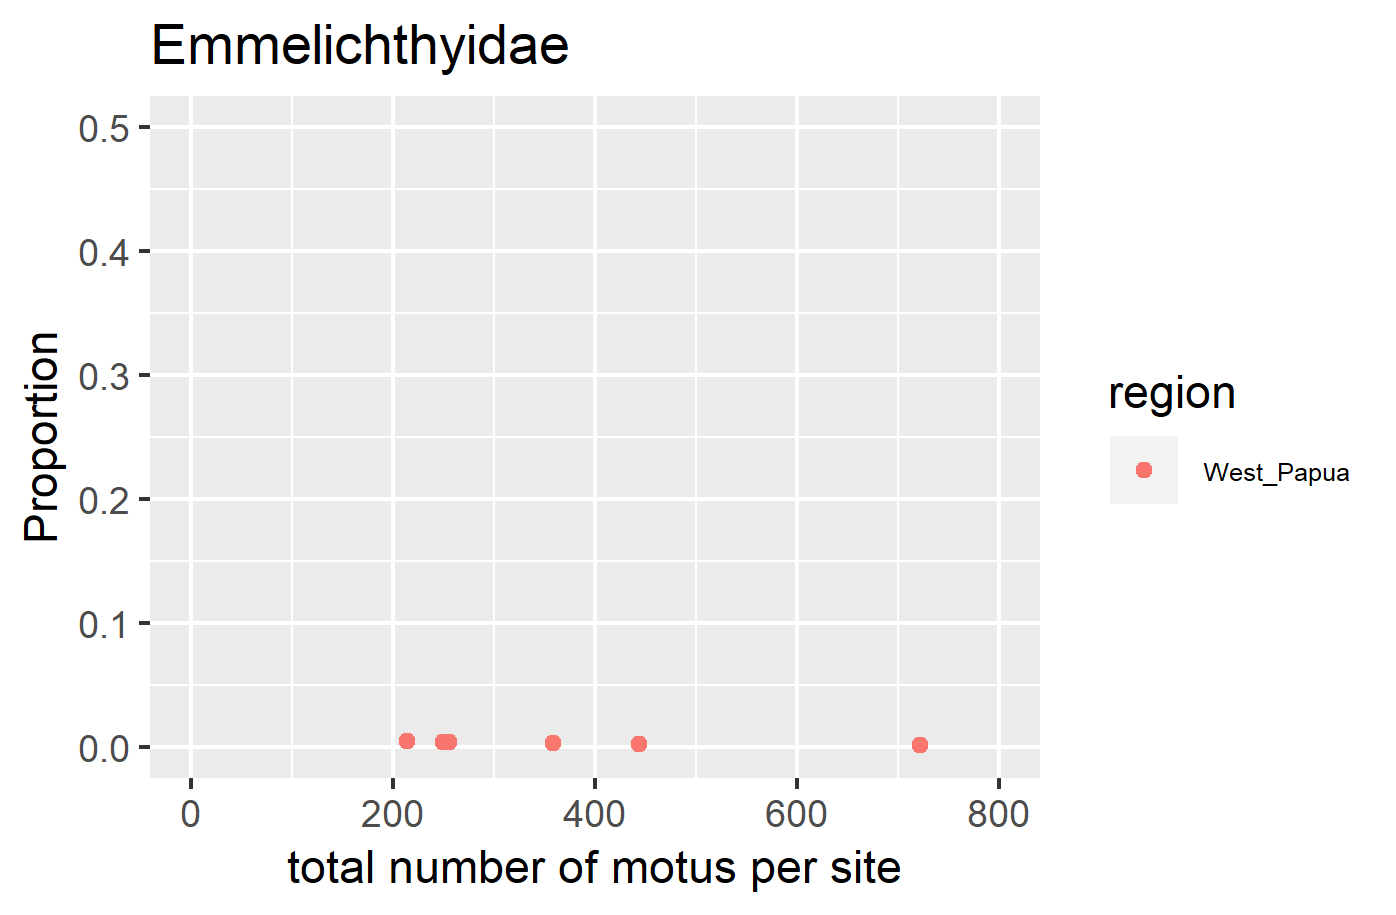 Emmelichthyidae
0.5
0.4
0.3
0.2
0.1
0.0
Proportion
0 200 400 600 800
total number of motus per site
region
West_Papua